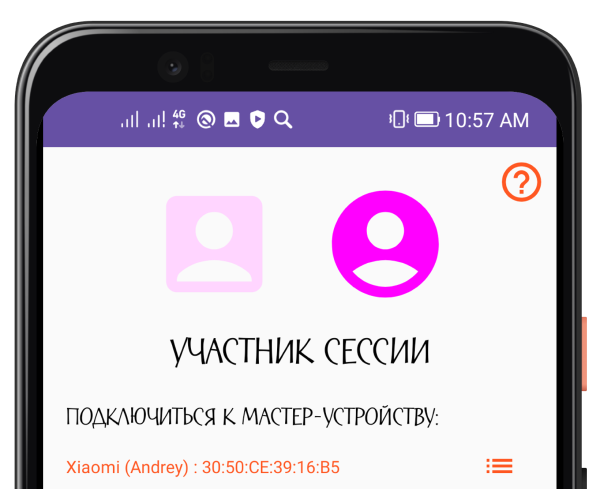 4G 10:57 AM
?
УЧАСТНИК СЕССИИ
ПОДКЛЮЧИТЬСЯ К МАСТЕР-УСТРОЙСТВУ:
Xiaomi (Andrey) : 30:50:CE:39:16:B5